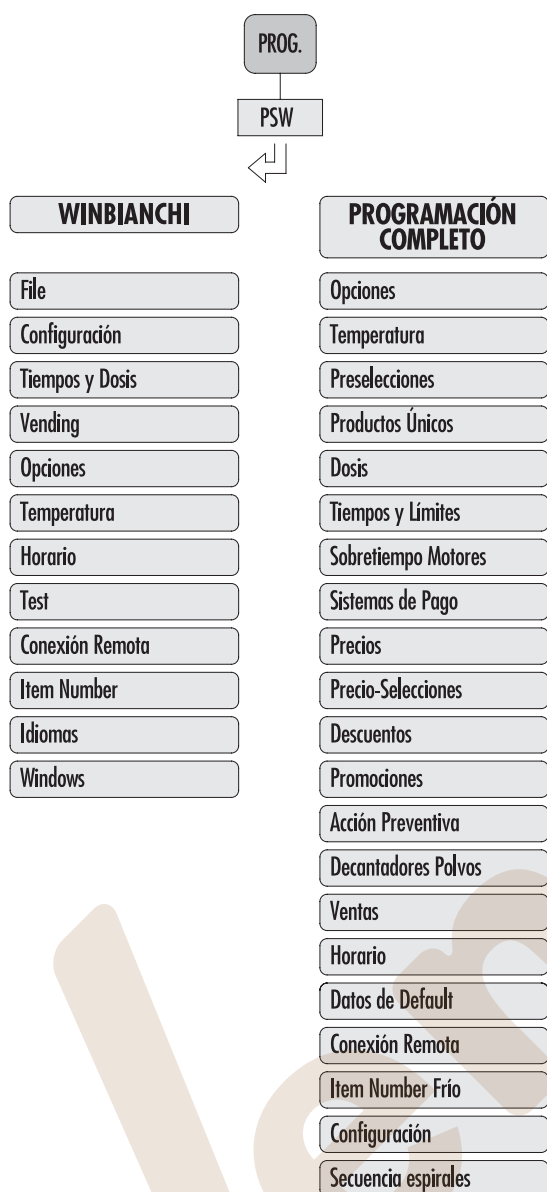 PROG.
PSW
WINBIANCHI
File
Configuración
Tiempos y Dosis
Vending
Opciones
Temperatura
Horario
Test
Conexión Remota
Item Number
Idiomas
Windows
PROGRAMACIÓN
COMPLETO
Opciones
Temperatura
Preselecciones
Productos Únicos
Dosis
Tiempos y Límites
Sobretiempo Motores
Sistemas de Pago
Precios
Precio-Selecciones
Descuentos
Promociones
Acción Preventiva
Decantadores Polvos
Ventas
Horario
Datos de Default
Conexión Remota
Item Number Frío
Configuración
Secuencia espirales